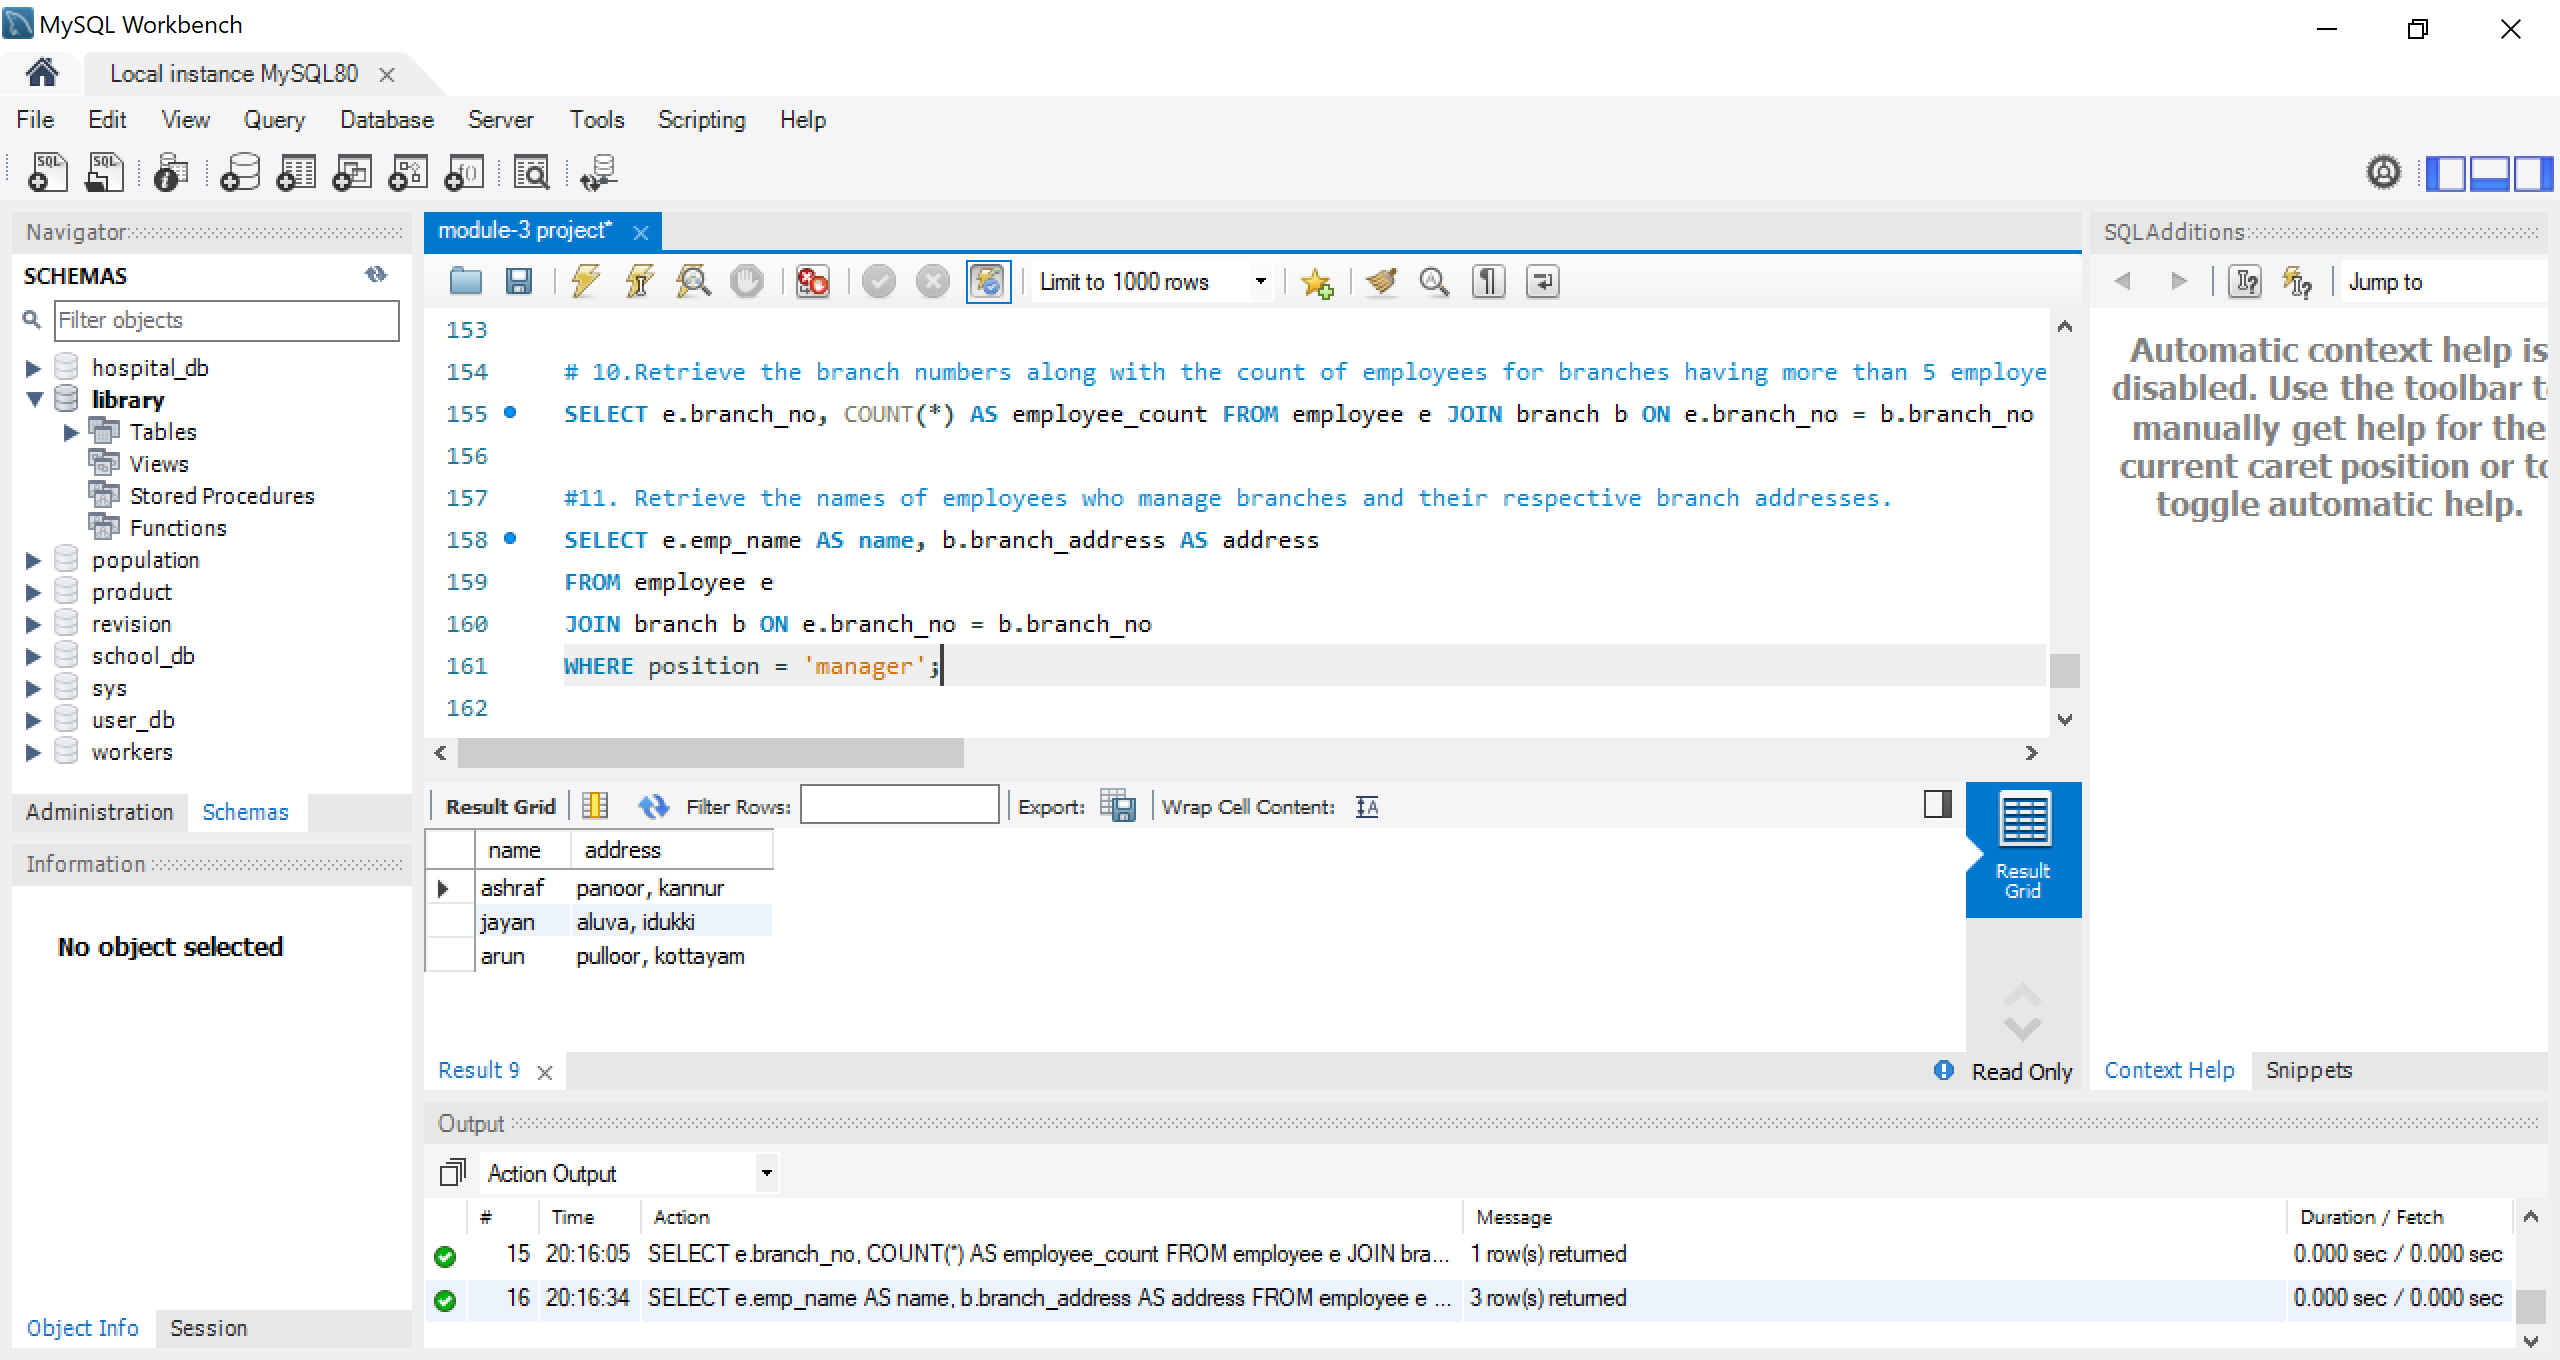 MySQL Workbench
Local instance MySQL80
File Edit View Query Database Server Tools Scripting Help
Navigator
SCHEMAS
Filter objects
hospital_db
library
Tables
Views
Stored Procedures
Functions
population
product
revision
school_db
sys
user_db
workers
Administration Schemas
Information
No object selected
Object Info Session
module-3 project*
Limit to 1000 rows
153
154 # 10.Retrieve the branch numbers along with the count of employees for branches having more than 5 employe
155 SELECT e.branch_no, COUNT(*) AS employee_count FROM employee e JOIN branch b ON e.branch_no = b.branch_no
156
157 #11. Retrieve the names of employees who manage branches and their respective branch addresses.
158 SELECT e.emp_name AS name, b.branch_address AS address
159 FROM employee e
160 JOIN branch b ON e.branch_no = b.branch_no
161 WHERE position = 'manager';
162
Result Grid Filter Rows: Export: Wrap Cell Content:
name address
ashraf panoor, kannur
jayan aluva, idukki
arun pulloor, kottayam
Result
Grid
Result 9 Read Only
SQLAdditions
Jump to
Automatic context help is
disabled. Use the toolbar t
manually get help for the
current caret position or to
toggle automatic help.
Context Help Snippets
Output
Action Output
# Time Action Message Duration / Fetch
15 20:16:05 SELECT e.branch_no, COUNT(*) AS employee_count FROM employee e JOIN bra... 1 row(s) returned 0.000 sec / 0.000 sec
16 20:16:34 SELECT e.emp_name AS name, b.branch_address AS address FROM employee e ... 3 row(s) returned 0.000 sec / 0.000 sec